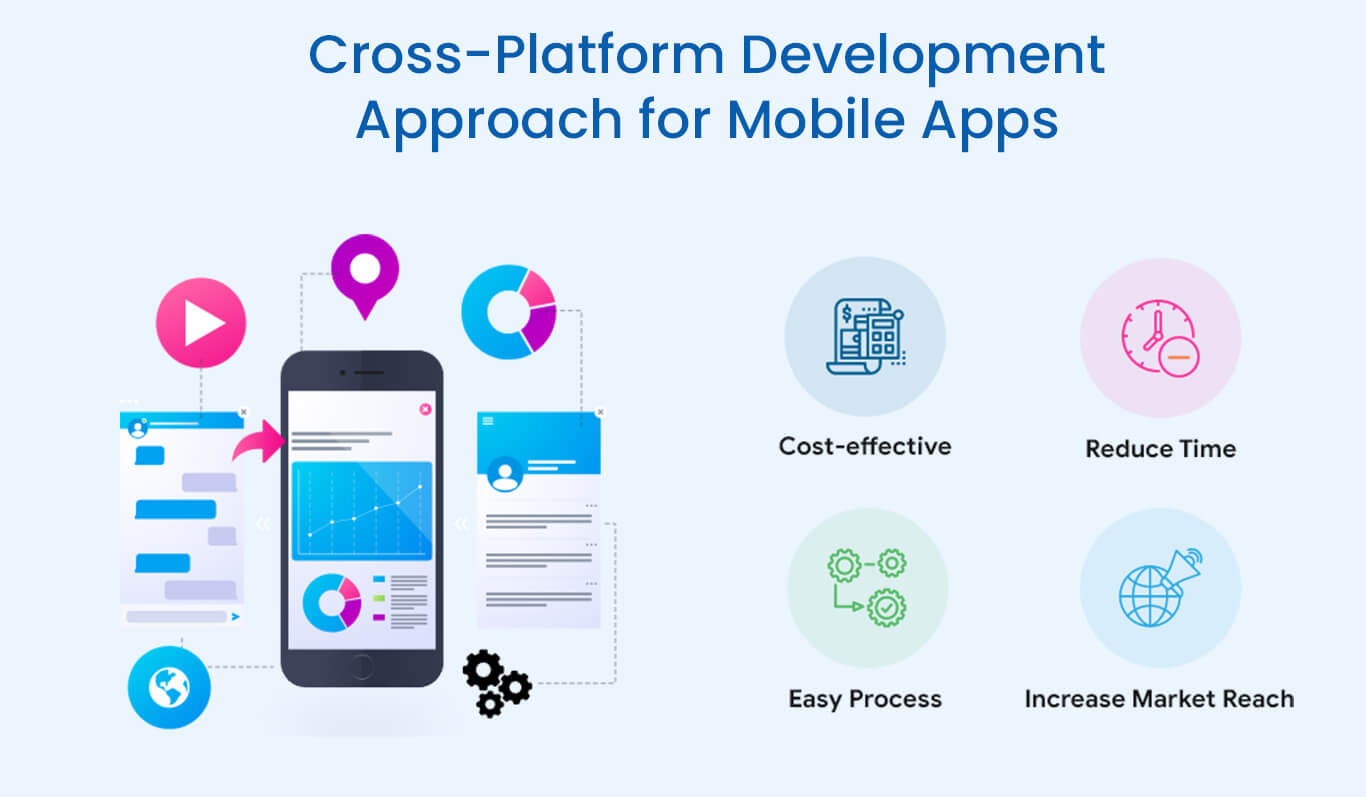 Cross-Platform Development
Approach for Mobile Apps
Cost-effective
Reduce Time
Easy Process
Increase Market Reach